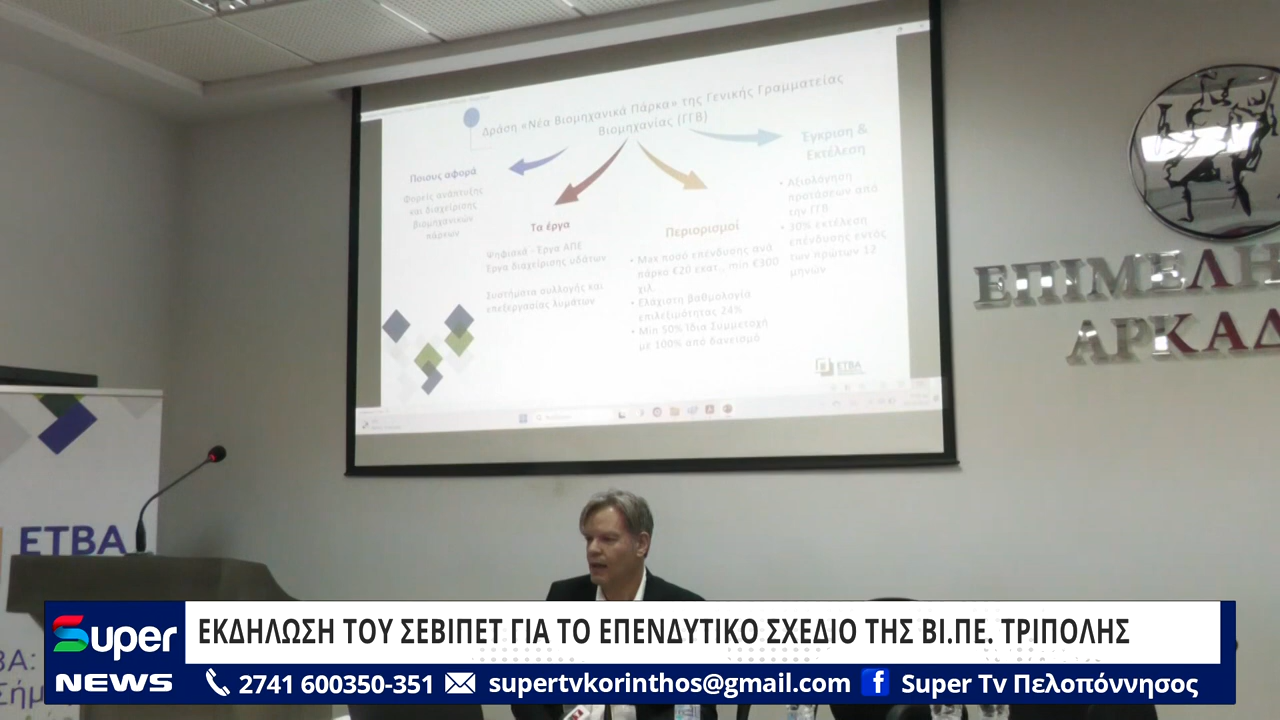 Δράση «Νέα Βιομηχανικά Πάρκα» της Γενικής Γραμματείας
Βιομηχανίας (ΓΓΒ)
Ποιους αφορά
Φορείς ανάπτυξης
και διαχείρισης
βιομηχανικών
πάρκων
Τα έργα
Ψηφιακά - Έργα ΑΠΕ
Έργα διαχείρισης υδάτων
Συστήματα συλλογής και
επεξεργασίας λυμάτων
Περιορισμοί
• Max ποσό επένδυσης ανά
πάρκο €20 εκατ., min €300
χιλ.
• Ελάχιστη βαθμολογία
επιλεξιμότητας 24%
• Min 50% Ίδια Συμμετοχή
με 100% από δανεισμό
Έγκριση &
Εκτέλεση
• Αξιολόγηση
προτάσεων από
την ΓΓΒ
• 30% εκτέλεση
επένδυσης εντός
των πρώτων 12
μηνών
ΕΤΒΑ
ΕΠΙΜΕΛΗ
ΑΡΚΑΔ
ΕΤΒΑ
ΒΑ:
Σήμ
Super
NEWS
ΕΚΔΗΛΩΣΗ ΤΟΥ ΣΕΒΙΠΕΤ ΓΙΑ ΤΟ ΕΠΕΝΔΥΤΙΚΟ ΣΧΕΔΙΟ ΤΗΣ ΒΙ.ΠΕ. ΤΡΙΠΟΛΗΣ
2741 600350-351 supertvkorinthos@gmail.com f Super Tv Πελοπόννησος